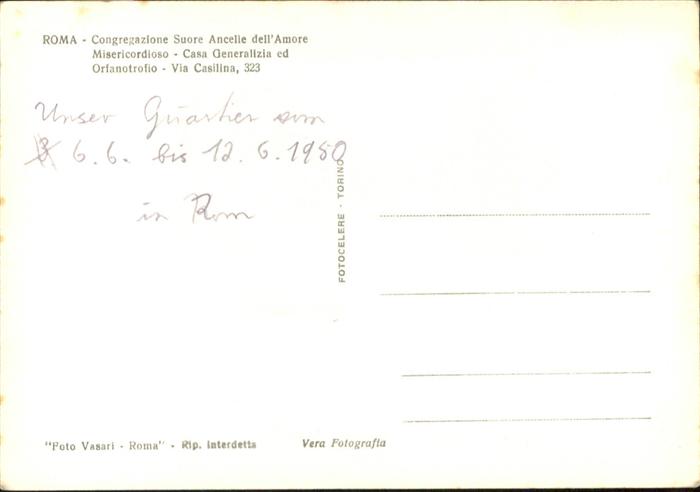 ROMA - Congregazione Suore Ancelle dell'Amore
Misericordioso - Casa Generalizia ed
Orfanotrofio - Via Casilina, 323
Unser Quartier vom
6.6. bis 12.6.1950
in Rom
FOTOCELERE - TORINO
"Foto Vasari - Roma" - Rip. Interdetta
Vera Fotografia